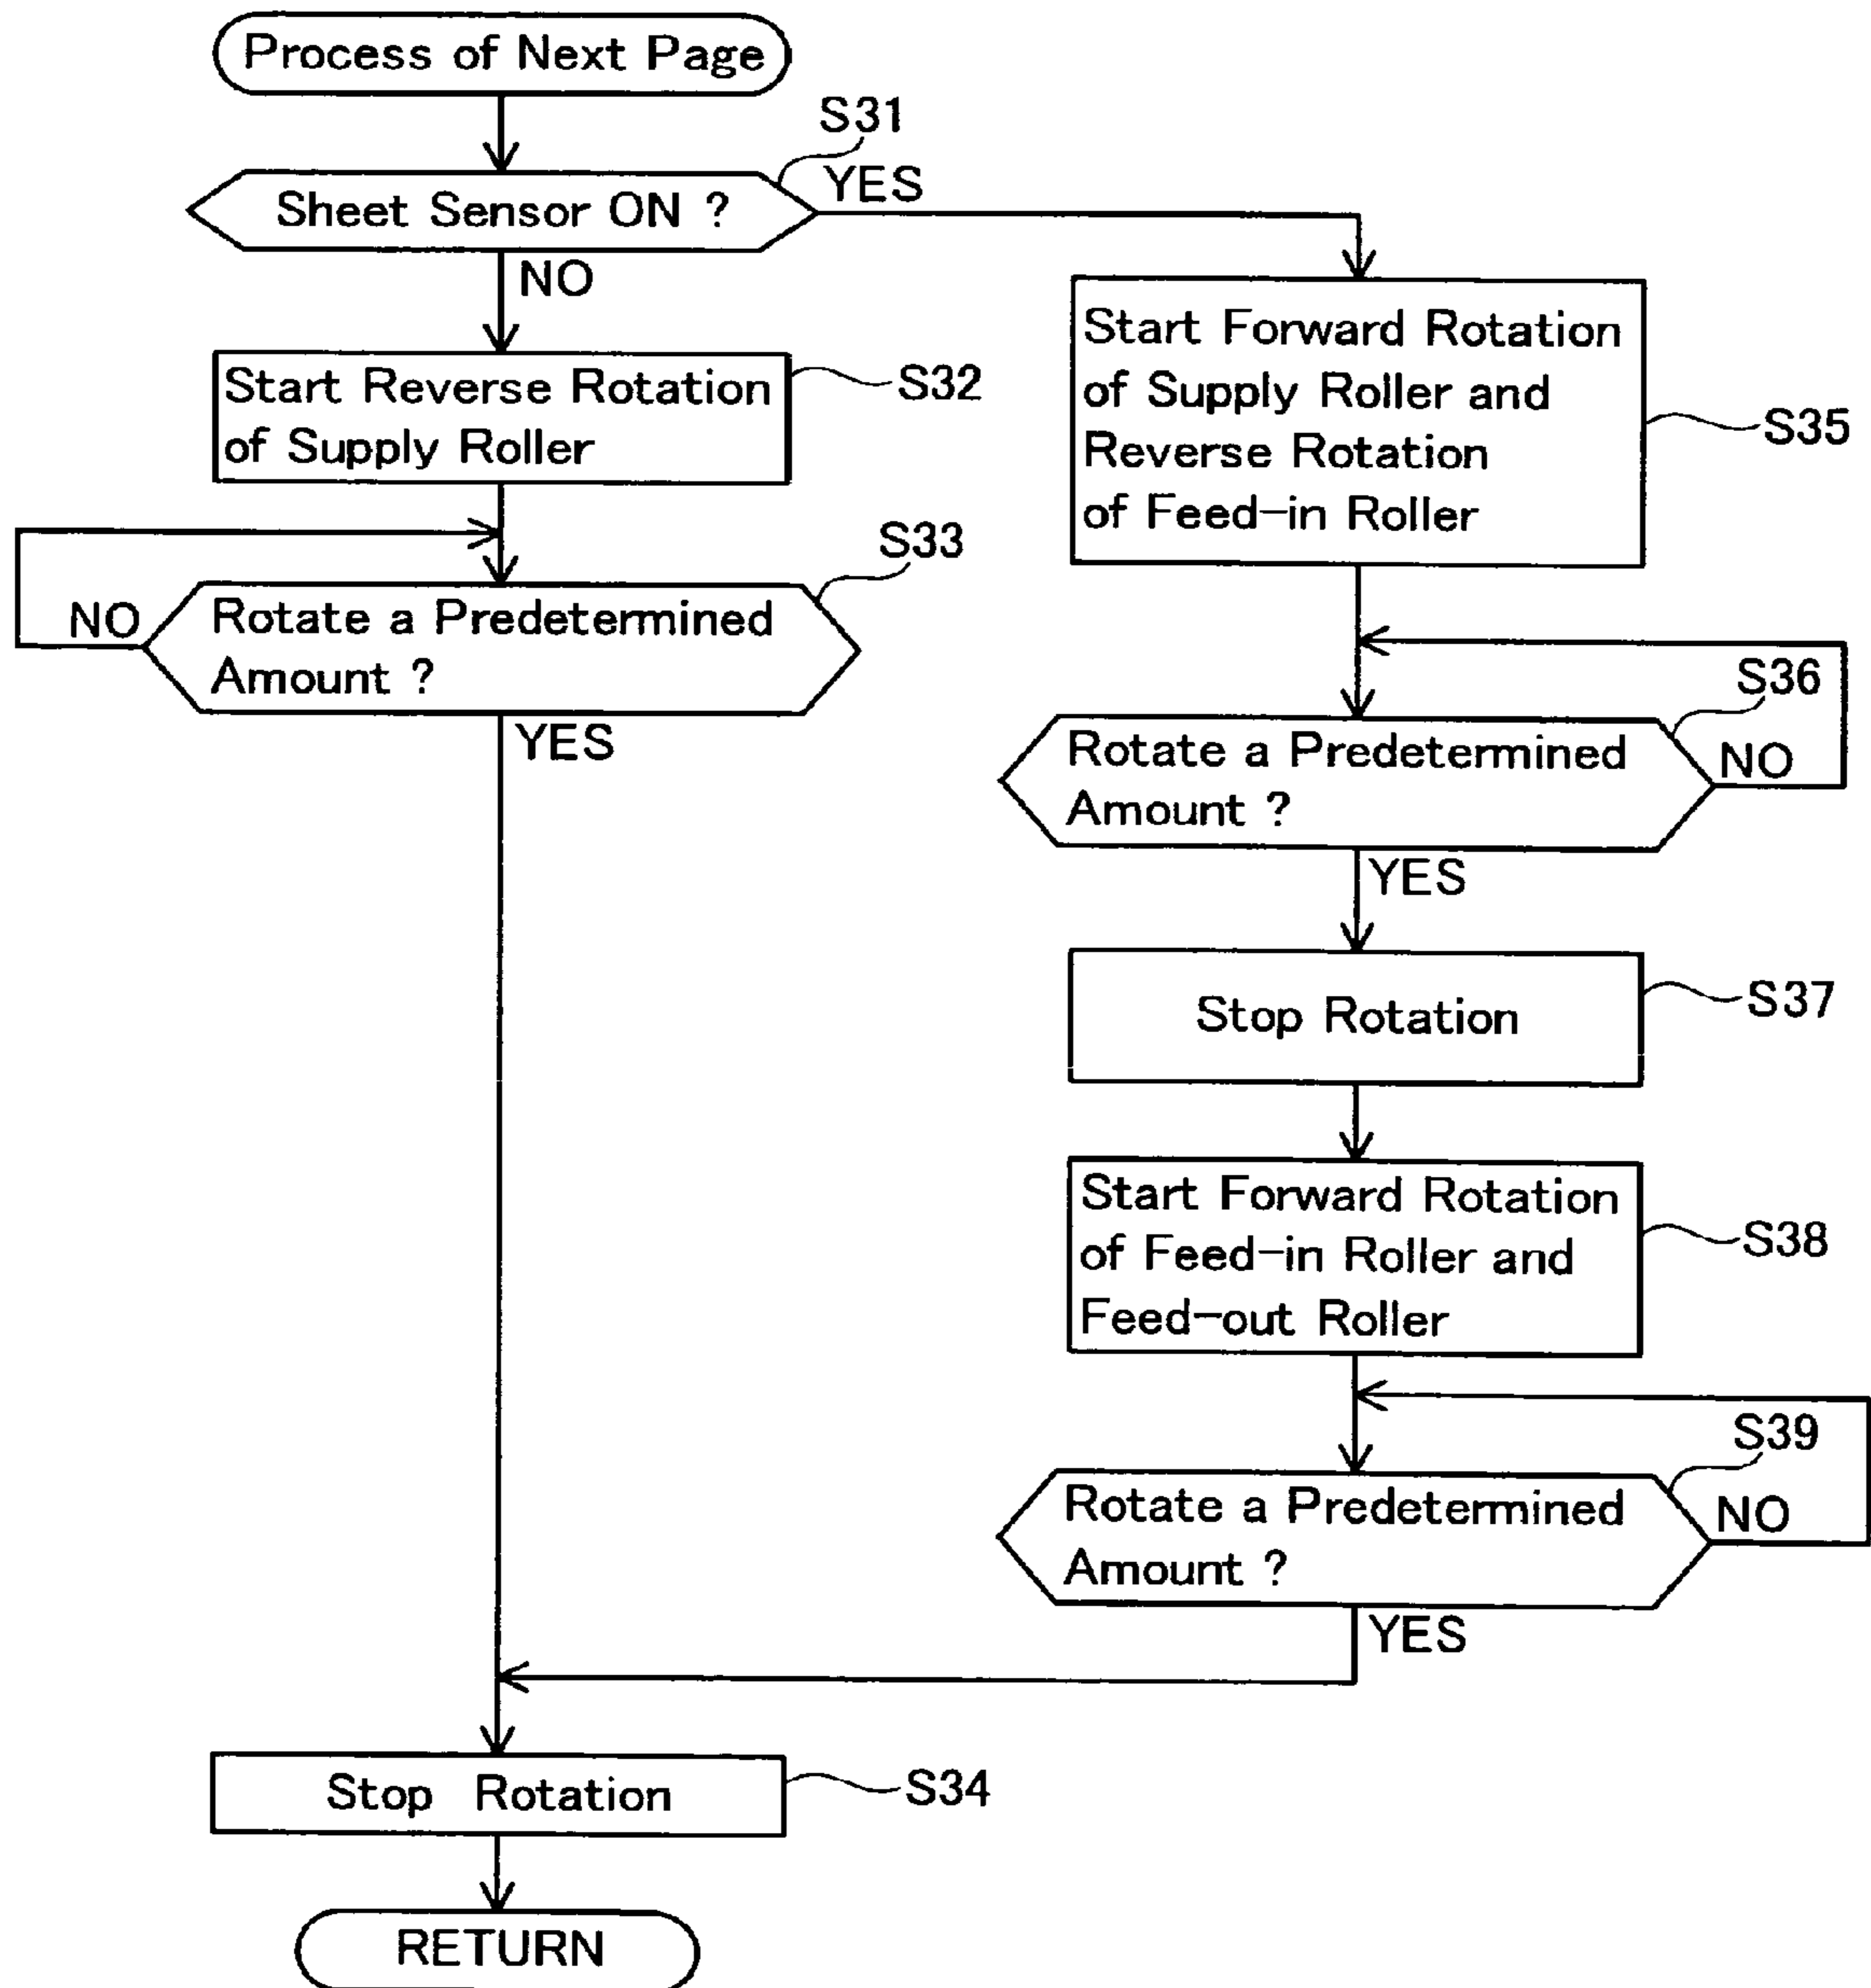 Process of Next Page
S31
Sheet Sensor ON ?
YES
NO
Start Reverse Rotation
of Supply Roller
S32
S33
Rotate a Predetermined
Amount ?
NO
YES
Start Forward Rotation
of Supply Roller and
Reverse Rotation
of Feed-in Roller
S35
S36
Rotate a Predetermined
Amount ?
NO
YES
Stop Rotation
S37
Start Forward Rotation
of Feed-in Roller and
Feed-out Roller
S38
S39
Rotate a Predetermined
Amount ?
NO
YES
Stop Rotation
S34
RETURN